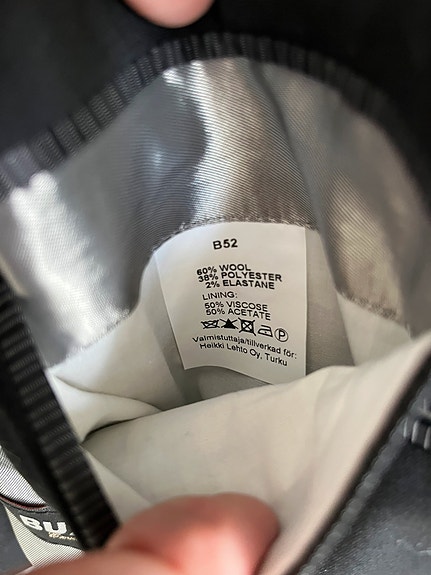 B52
60% WOOL
38% POLYESTER
2% ELASTANE
LINING:
50% VISCOSE
50% ACETATE
P
Valmistuttaja/tillverkad för:
Heikki Lehto Oy, Turku
BU